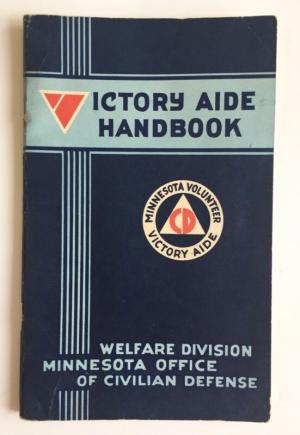 VICTORY AIDE
HANDBOOK
MINNESOTA VOLUNTEER
CD
VICTORY AIDE
WELFARE DIVISION
MINNESOTA OFFICE
OF CIVILIAN DEFENSE